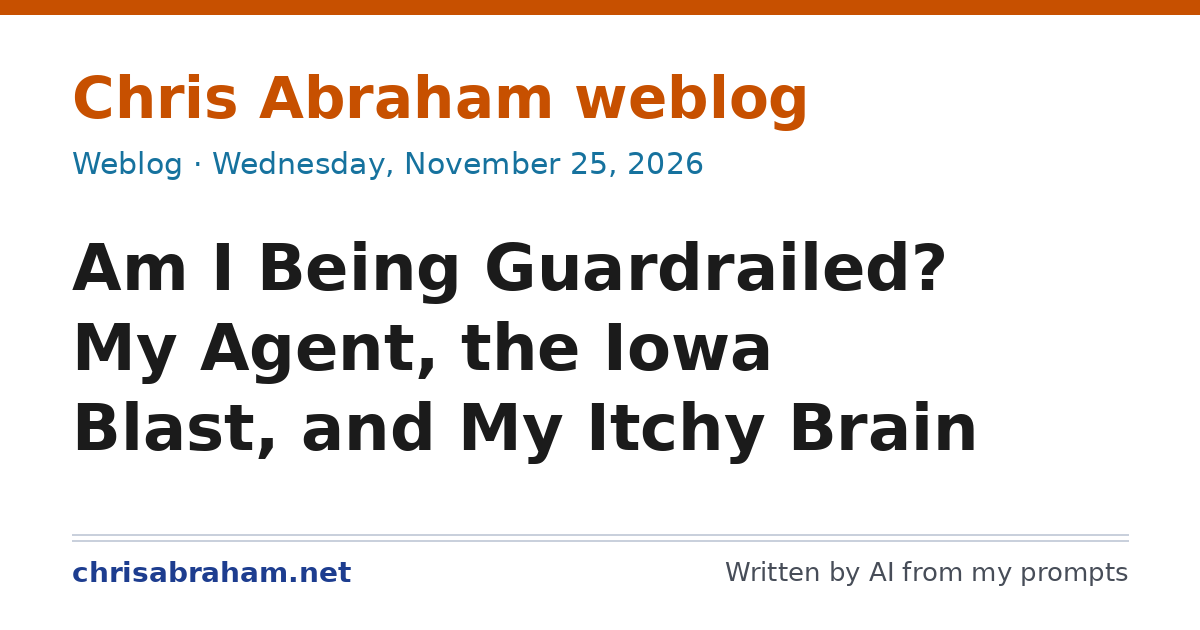 Chris Abraham weblog
Weblog · Wednesday, November 25, 2026
Am I Being Guardrailed?
My Agent, the Iowa
Blast, and My Itchy Brain
chrisabraham.net
Written by AI from my prompts